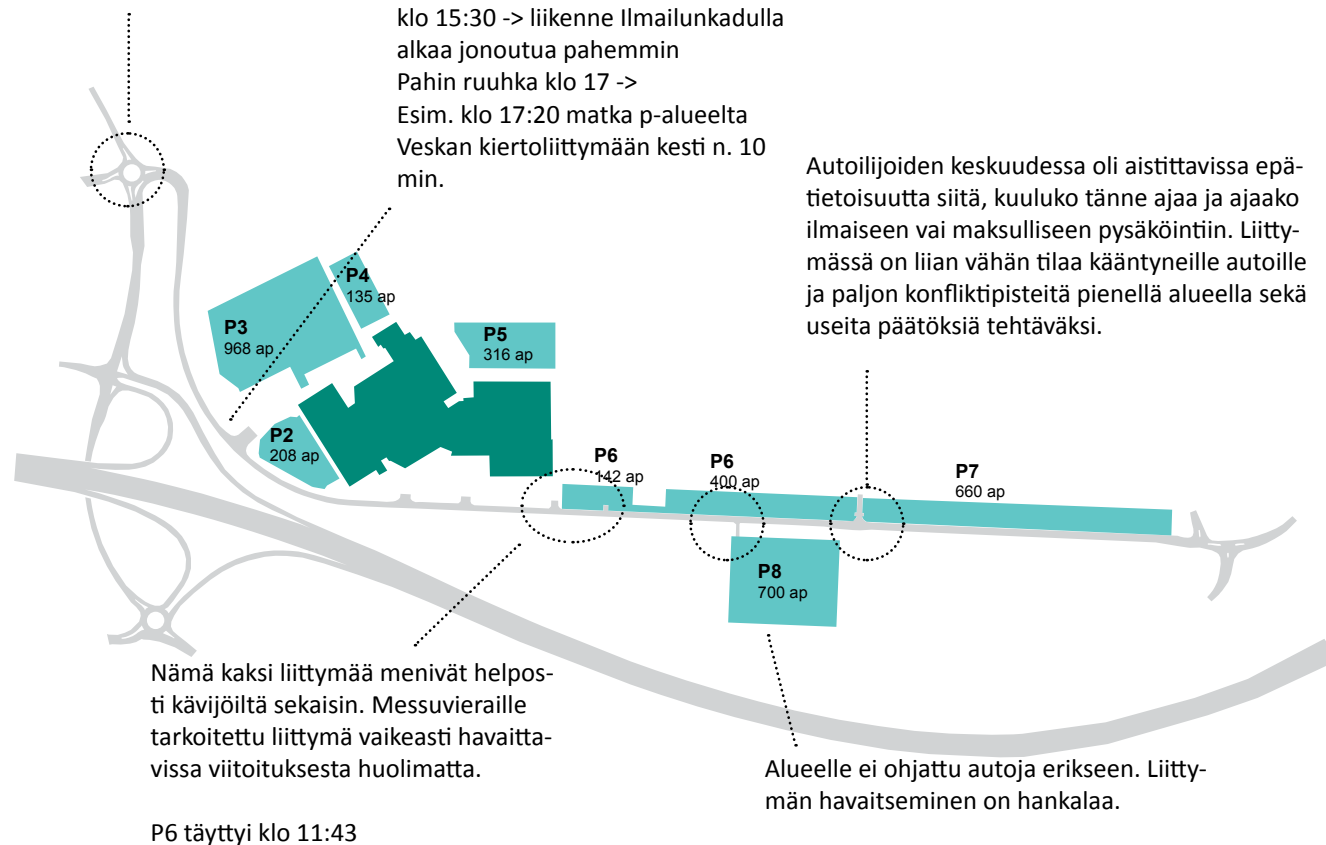 klo 15:30 -> liikenne Ilmailunkadulla
alkaa jonoutua pahemmin
Pahin ruuhka klo 17 ->
Esim. klo 17:20 matka p-alueelta
Veskan kiertoliittymään kesti n. 10
min.
Autoilijoiden keskuudessa oli aistittavissa epä-
tietoisuutta siitä, kuuluko tänne ajaa ja ajaako
ilmaiseen vai maksulliseen pysäköintiin. Liitty-
mässä on liian vähän tilaa kääntyneille autoille
ja paljon konfliktipisteitä pienellä alueella sekä
useita päätöksiä tehtäväksi.
P4
135 ap
P3
968 ap
P5
316 ap
P2
208 ap
P6
142 ap
P6
400 ap
P7
660 ap
P8
700 ap
Nämä kaksi liittymää menivät helpos-
ti kävijöiltä sekaisin. Messuvieraille
tarkoitettu liittymä vaikeasti havaitta-
vissa viitoituksesta huolimatta.
P6 täyttyi klo 11:43
Alueelle ei ohjattu autoja erikseen. Liitty-
män havaitseminen on hankalaa.